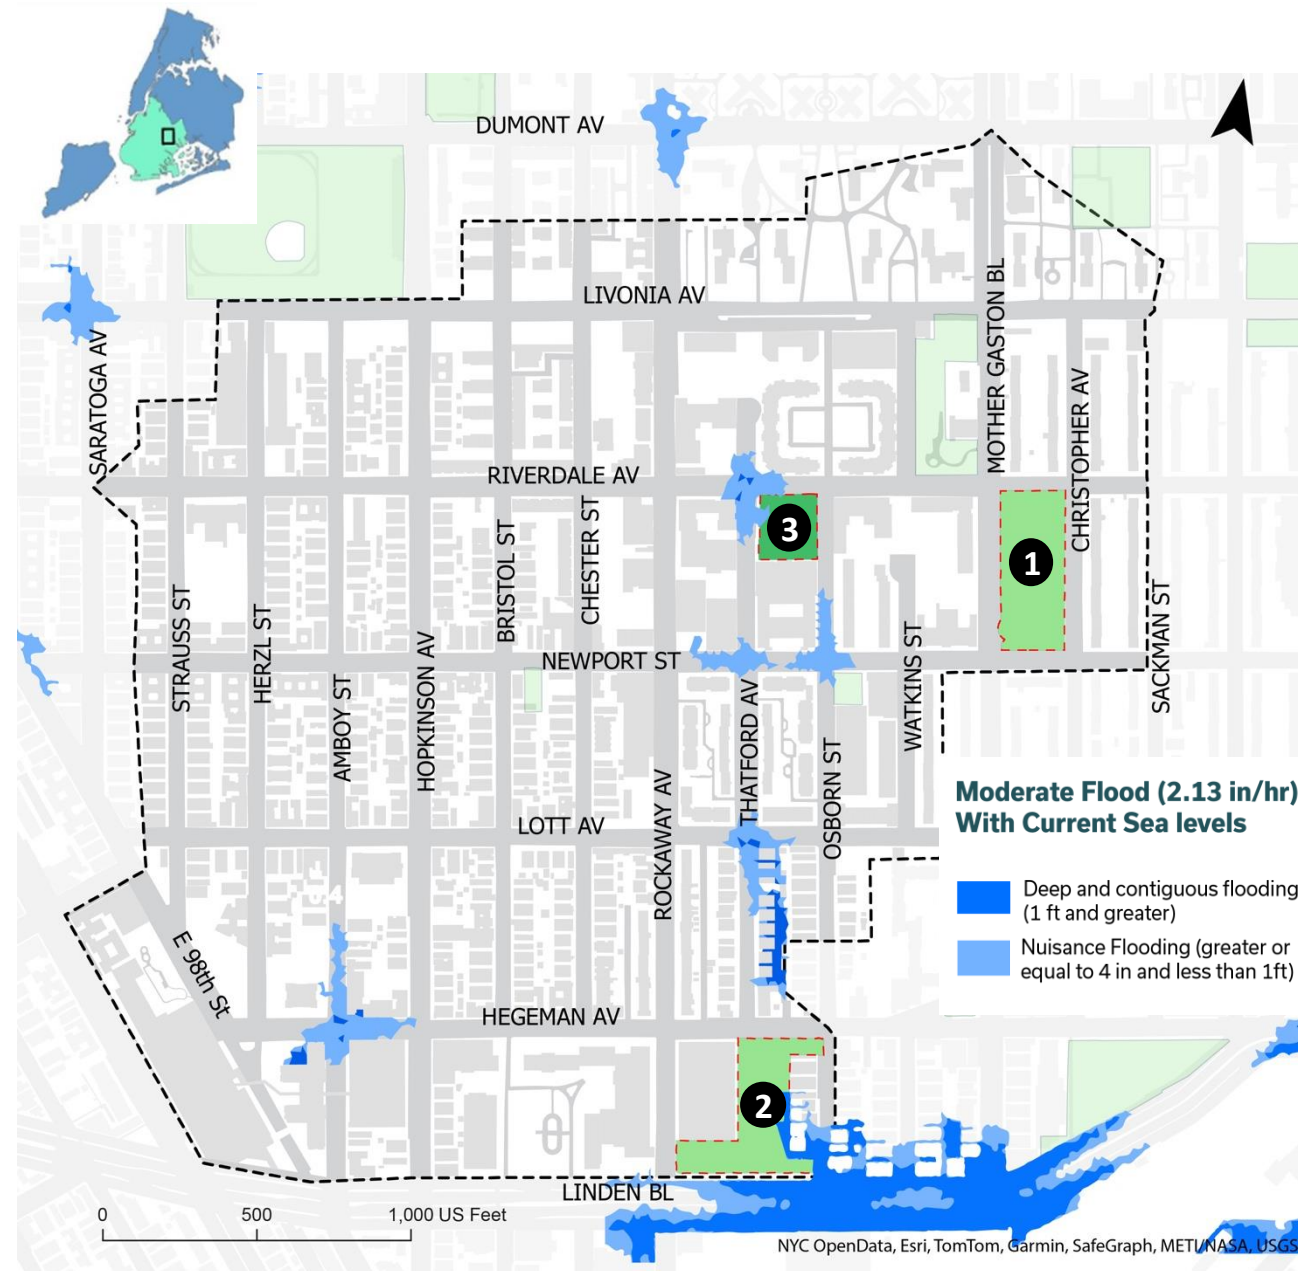 DUMONT AV
LIVONIA AV
MOTHER GASTON BL
SARATOGA AV
CHRISTOPHER AV
RIVERDALE AV
CHESTER ST
BRISTOL ST
3
1
STRAUSS ST
HERZL ST
AMBOY ST
HOPKINSON AV
NEWPORT ST
THATFORD AV
WATKINS ST
SACKMAN ST
OSBORN ST
ROCKAWAY AV
LOTT AV
Moderate Flood (2.13 in/hr)
With Current Sea levels
Deep and contiguous flooding
(1 ft and greater)
Nuisance Flooding (greater or
equal to 4 in and less than 1ft)
E 98th St
HEGEMAN AV
2
LINDEN BL
0 500 1,000 US Feet
NYC OpenData, Esri, TomTom, Garmin, SafeGraph, METI/NASA, USGS